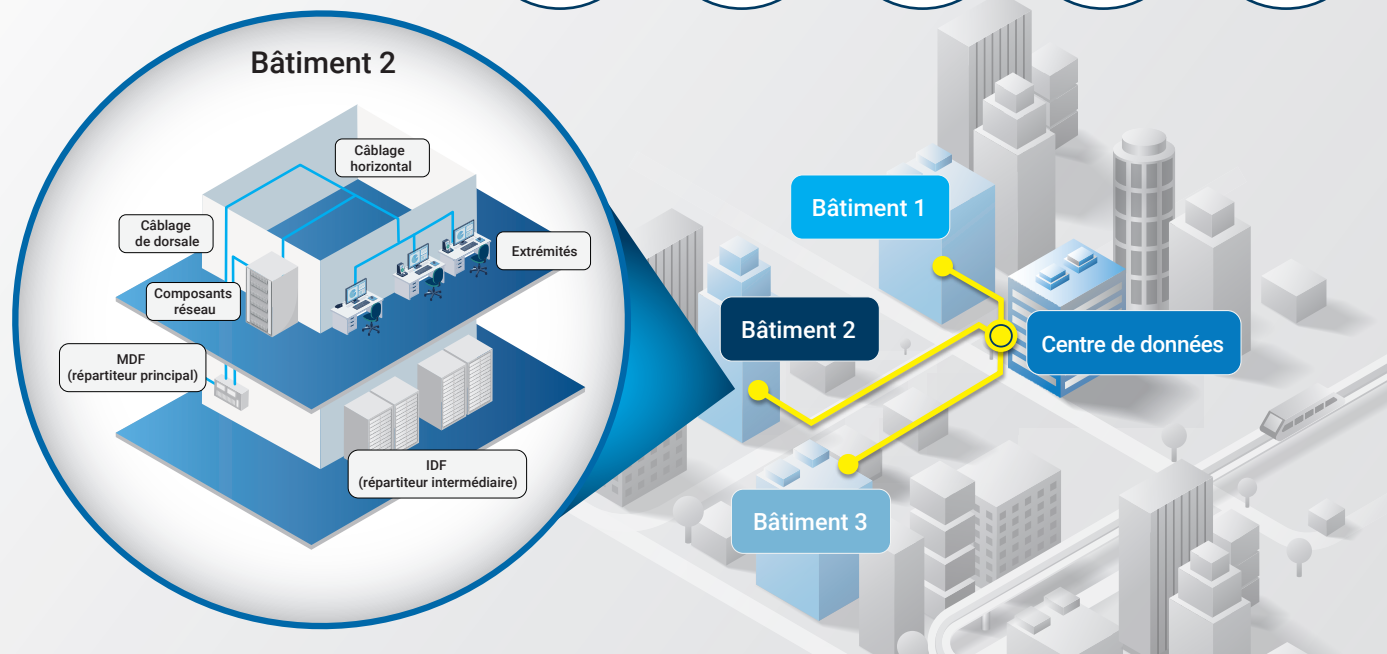 Bâtiment 2
Câblage
horizontal
Câblage
de dorsale
Extrémités
Composants
réseau
MDF
(répartiteur principal)
IDF
(répartiteur intermédiaire)
Bâtiment 1
Bâtiment 2
Centre de données
Bâtiment 3